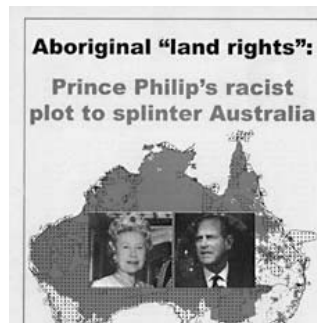 Aboriginal “land rights”:
Prince Philip’s racist
plot to splinter Australia